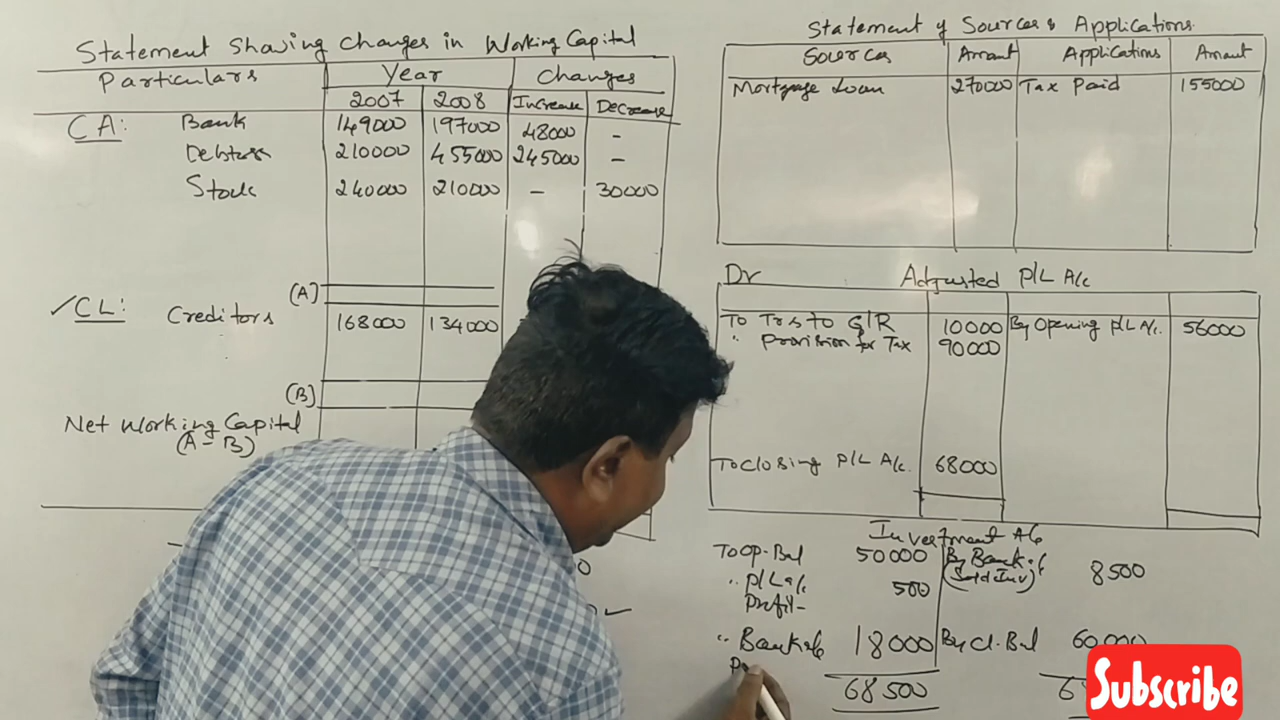 Statement Showing Changes in Working Capital
Particulars Year Changes
2007 2008 Increase Decrease
CA: Bank 149000 197000 48000 -
Debtors 210000 455000 245000 -
Stock 240000 210000 - 30000
(A)
✓CL: Creditors 168000 134000
(B)
Net Working Capital
(A-B)
Statement of Sources & Applications.
Sources Amount Applications Amount
Mortgage Loan 270000 Tax Paid 155000
Dr Adjusted P/L A/c
To Trs to G/R 10000 By Opening P/L A/c. 56000
" Provision for Tax 90000
To Closing P/L A/c. 68000
Investment A/c
To Op. Bal 50000 By Bank A/c 8500
(Sold Inv)
" P/L a/c 500
Profit-
" Bank a/c 18000 By Cl. Bal 60,000
68500
Subscribe